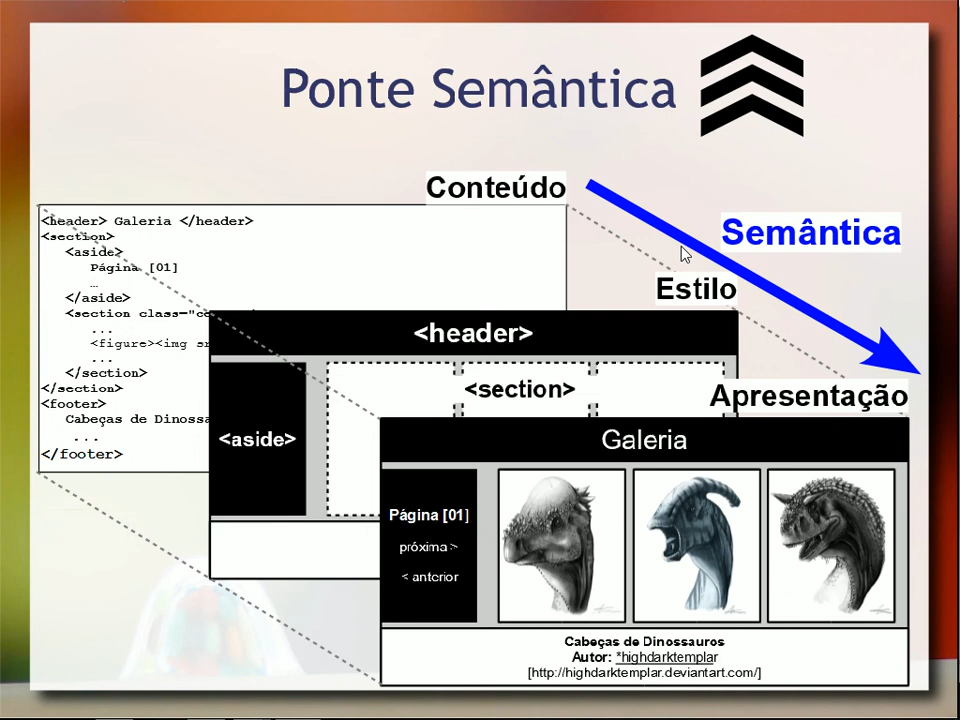 Ponte Semântica
Conteúdo
Semântica
Estilo
Apresentação
<header> Galeria </header>
<section>
<aside>
Página [01]
…
</aside>
<section class="co
...
<figure><img sr
...
</section>
</section>
<footer>
Cabeças de Dinossa
...
</footer>
<header>
<section>
<aside>
Galeria
Página [01]
próxima >
< anterior
Cabeças de Dinossauros
Autor: *highdarktemplar
[http://highdarktemplar.deviantart.com/]